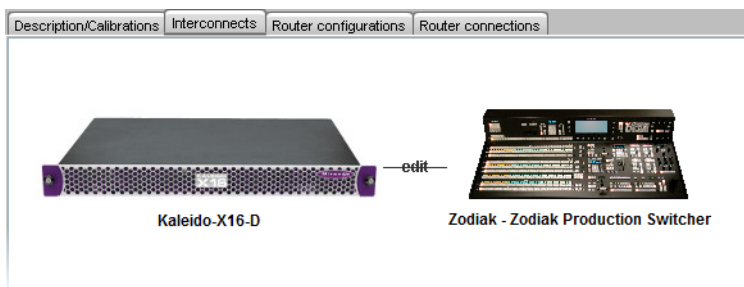 Description/Calibrations Interconnects Router configurations Router connections
X16
edit
Kaleido-X16-D
Zodiak - Zodiak Production Switcher